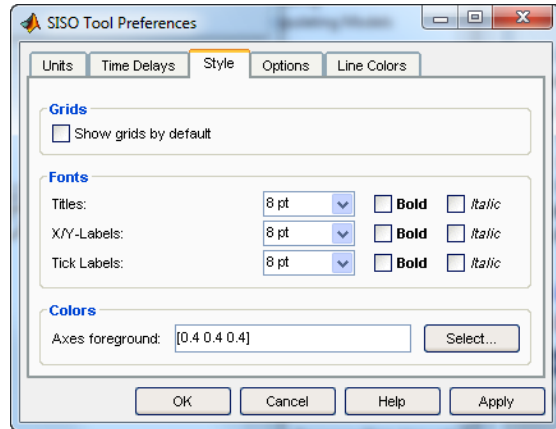 SISO Tool Preferences
Units Time Delays Style Options Line Colors
Grids
Show grids by default
Fonts
Titles: 8 pt Bold Italic
X/Y-Labels: 8 pt Bold Italic
Tick Labels: 8 pt Bold Italic
Colors
Axes foreground: [0.4 0.4 0.4] Select...
OK Cancel Help Apply